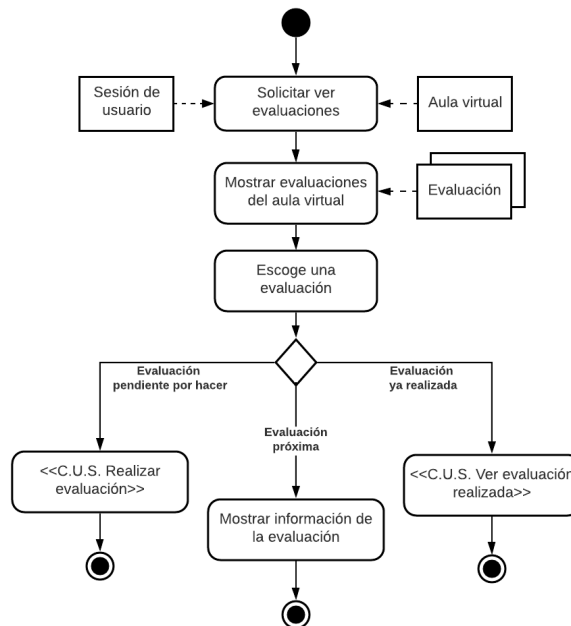 Sesión de
usuario
Solicitar ver
evaluaciones
Aula virtual
Mostrar evaluaciones
del aula virtual
Evaluación
Escoge una
evaluación
Evaluación
pendiente por hacer
Evaluación
ya realizada
Evaluación
próxima
<<C.U.S. Realizar
evaluación>>
<<C.U.S. Ver evaluación
realizada>>
Mostrar información de
la evaluación